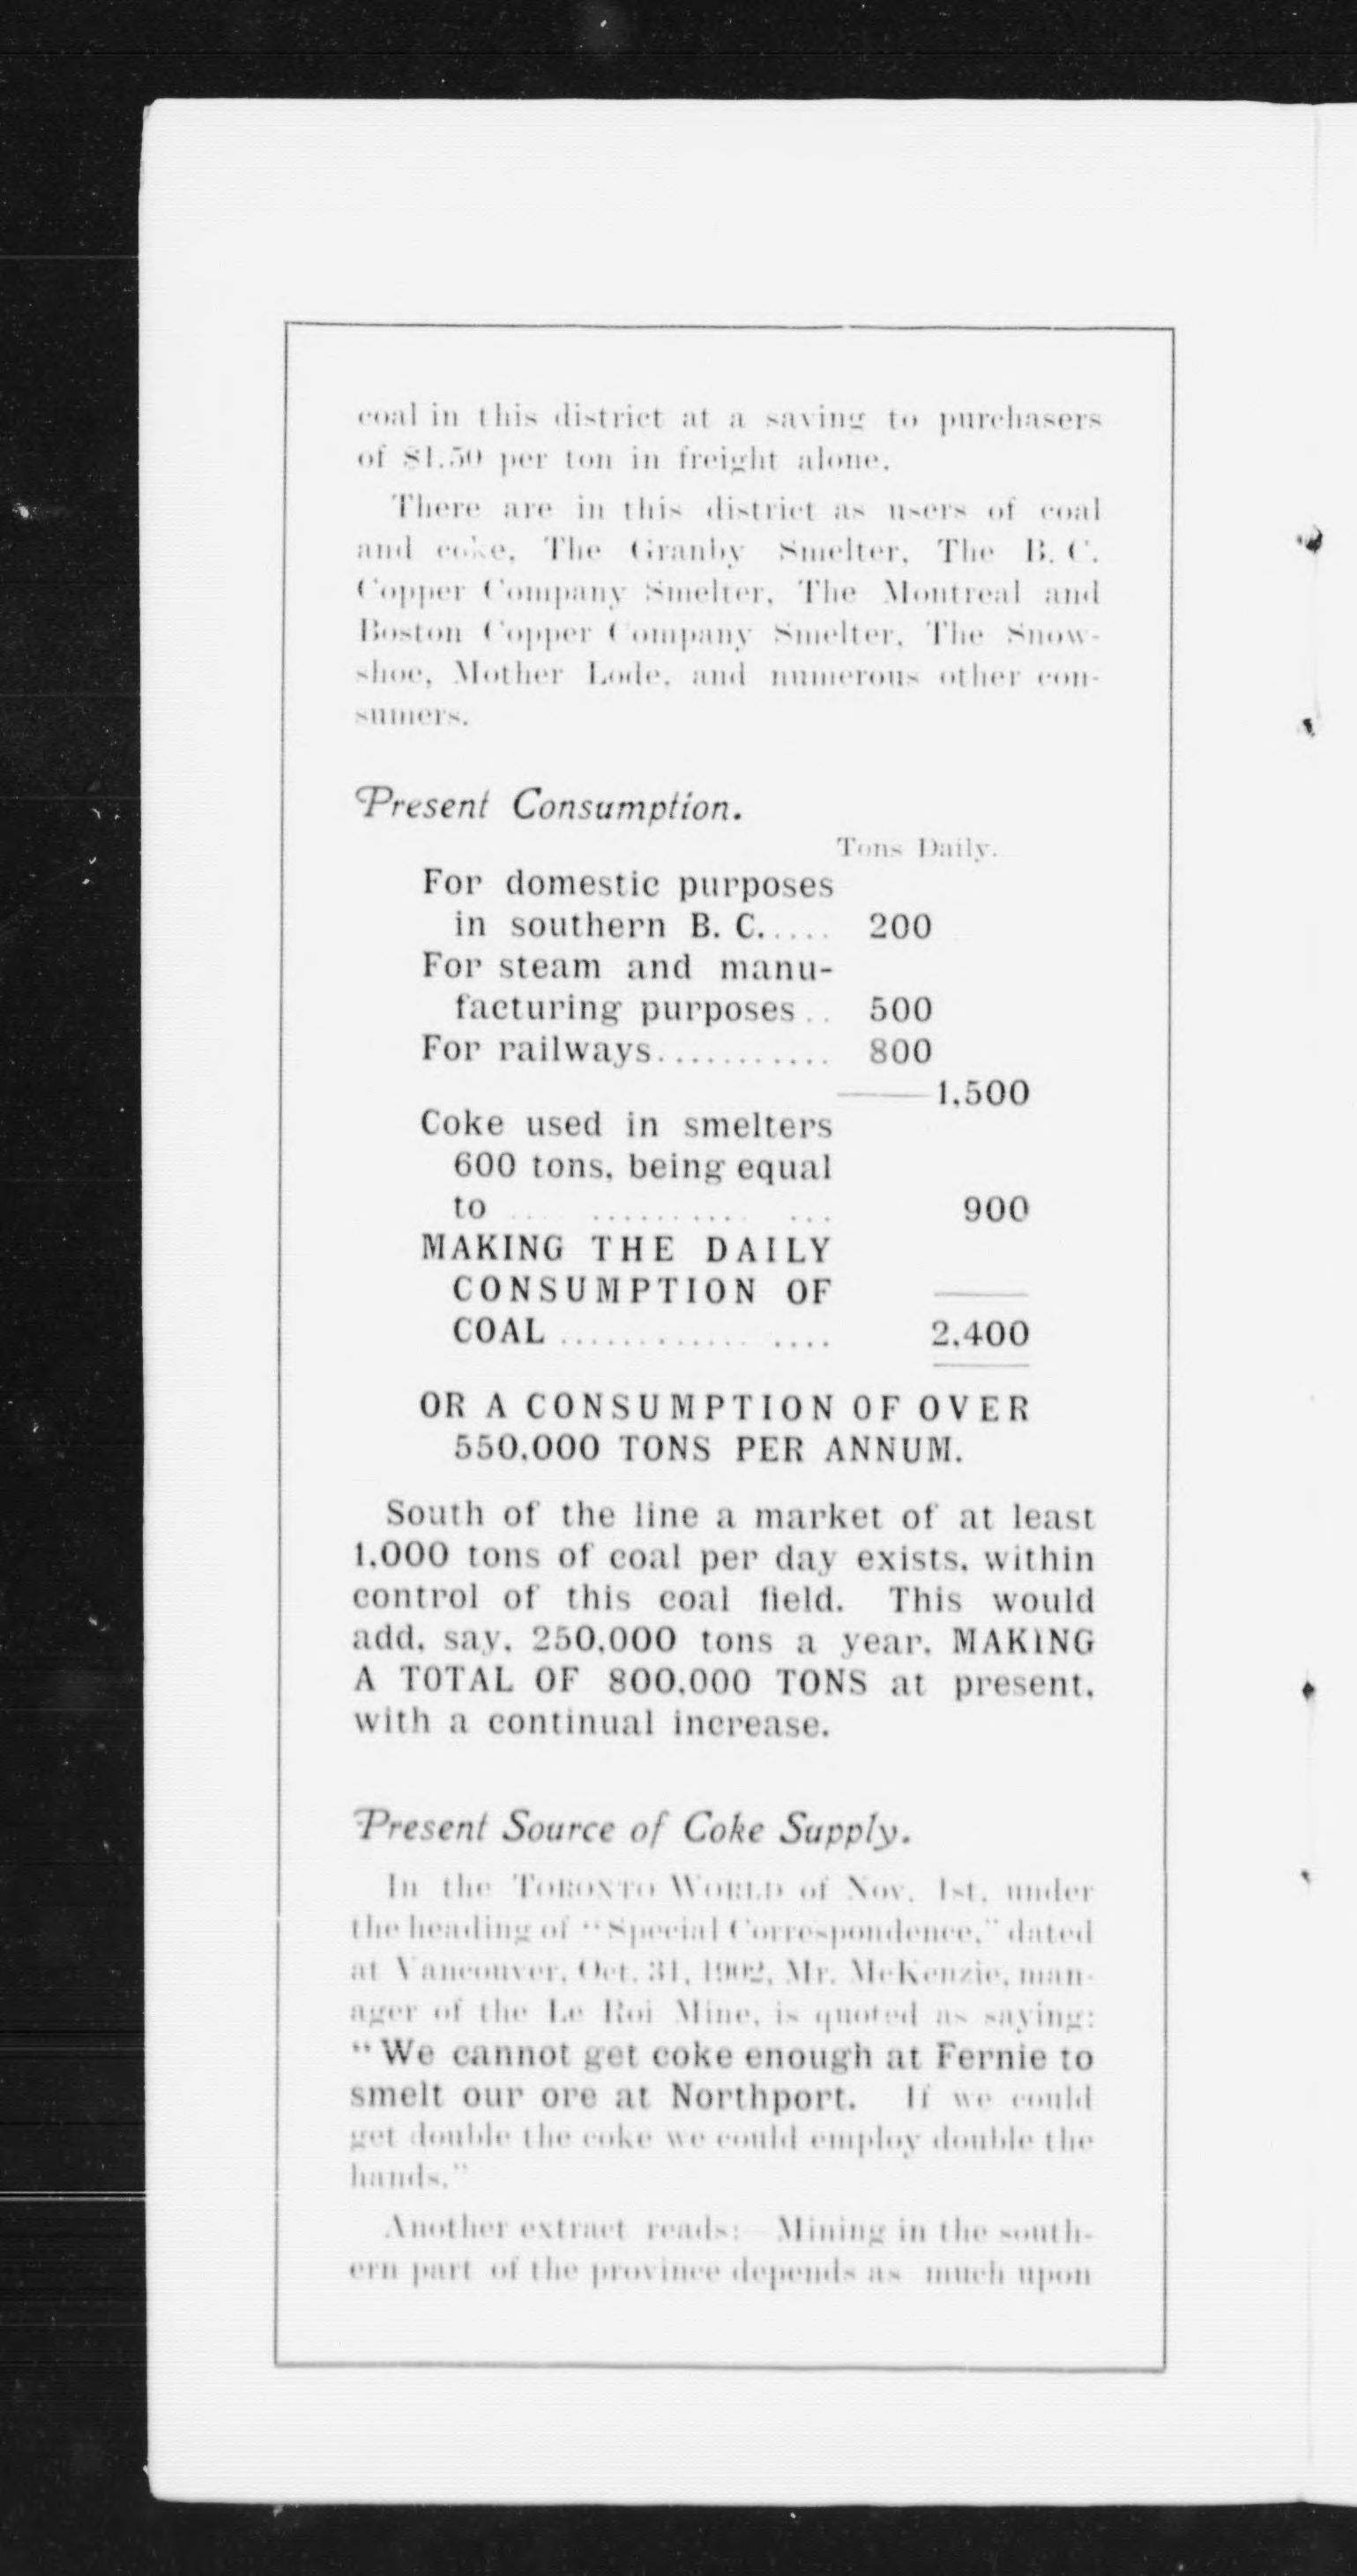 coal in this district at a saving to purchasers
of $1.50 per ton in freight alone.
There are in this district as users of coal
and coke, The Granby Smelter, The B. C.
Copper Company Smelter, The Montreal and
Boston Copper Company Smelter, The Snow-
shoe, Mother Lode, and numerous other con-
sumers.
Present Consumption.
Tons Daily.
For domestic purposes
in southern B. C..... 200
For steam and manu-
facturing purposes.. 500
For railways............ 800
1,500
Coke used in smelters
600 tons, being equal
to ... .......... ... 900
MAKING THE DAILY
CONSUMPTION OF
COAL ............ .... 2,400
OR A CONSUMPTION OF OVER
550,000 TONS PER ANNUM.
South of the line a market of at least
1,000 tons of coal per day exists, within
control of this coal field. This would
add, say, 250,000 tons a year, MAKING
A TOTAL OF 800,000 TONS at present,
with a continual increase.
Present Source of Coke Supply.
In the TORONTO WORLD of Nov. 1st, under
the heading of "Special Correspondence," dated
at Vancouver, Oct. 31, 1902, Mr. McKenzie, man-
ager of the Le Roi Mine, is quoted as saying:
"We cannot get coke enough at Fernie to
smelt our ore at Northport. If we could
get double the coke we could employ double the
hands."
Another extract reads:—Mining in the south-
ern part of the province depends as much upon